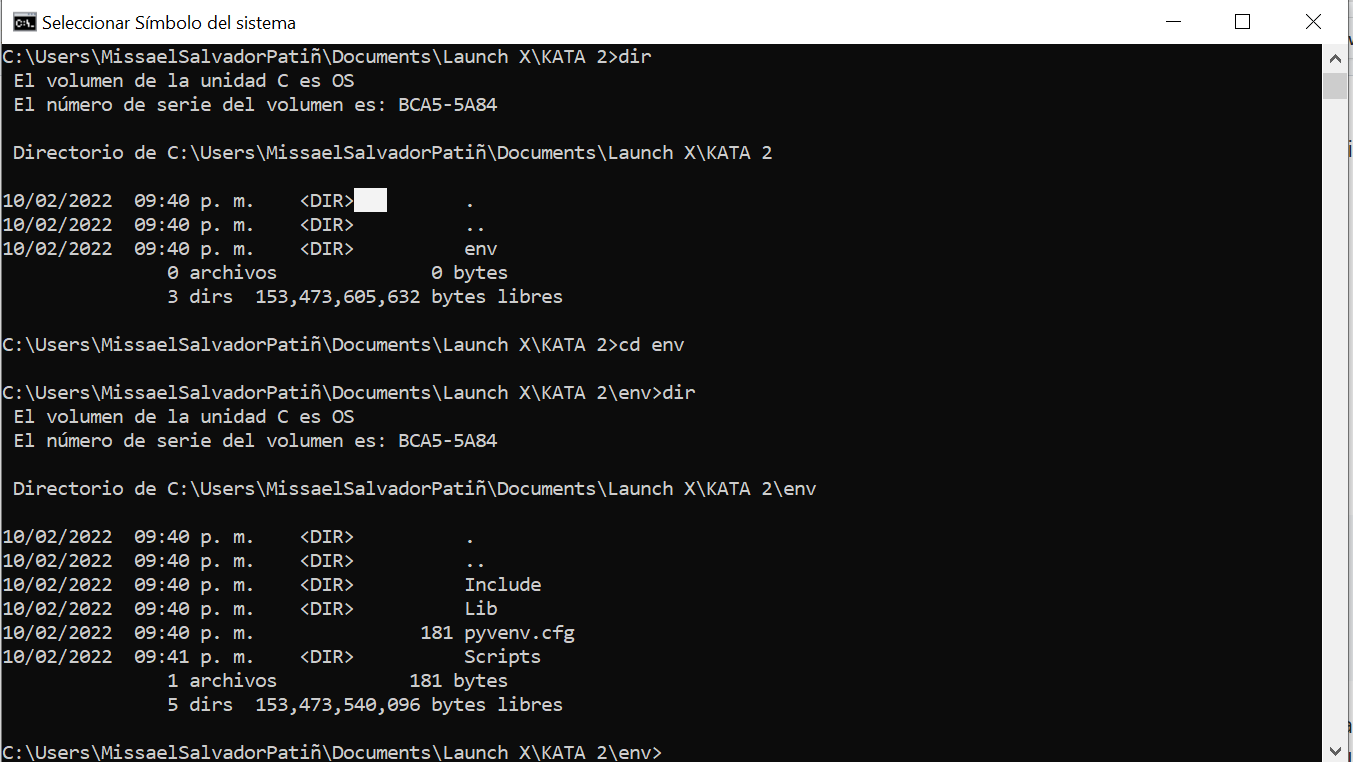 Seleccionar Símbolo del sistema
C:\Users\MissaelSalvadorPatiñ\Documents\Launch X\KATA 2>dir
 El volumen de la unidad C es OS
 El número de serie del volumen es: BCA5-5A84

 Directorio de C:\Users\MissaelSalvadorPatiñ\Documents\Launch X\KATA 2

10/02/2022  09:40 p. m.    <DIR>          .
10/02/2022  09:40 p. m.    <DIR>          ..
10/02/2022  09:40 p. m.    <DIR>          env
               0 archivos              0 bytes
               3 dirs  153,473,605,632 bytes libres

C:\Users\MissaelSalvadorPatiñ\Documents\Launch X\KATA 2>cd env

C:\Users\MissaelSalvadorPatiñ\Documents\Launch X\KATA 2\env>dir
 El volumen de la unidad C es OS
 El número de serie del volumen es: BCA5-5A84

 Directorio de C:\Users\MissaelSalvadorPatiñ\Documents\Launch X\KATA 2\env

10/02/2022  09:40 p. m.    <DIR>          .
10/02/2022  09:40 p. m.    <DIR>          ..
10/02/2022  09:40 p. m.    <DIR>          Include
10/02/2022  09:40 p. m.    <DIR>          Lib
10/02/2022  09:40 p. m.               181 pyvenv.cfg
10/02/2022  09:41 p. m.    <DIR>          Scripts
               1 archivos            181 bytes
               5 dirs  153,473,540,096 bytes libres

C:\Users\MissaelSalvadorPatiñ\Documents\Launch X\KATA 2\env>